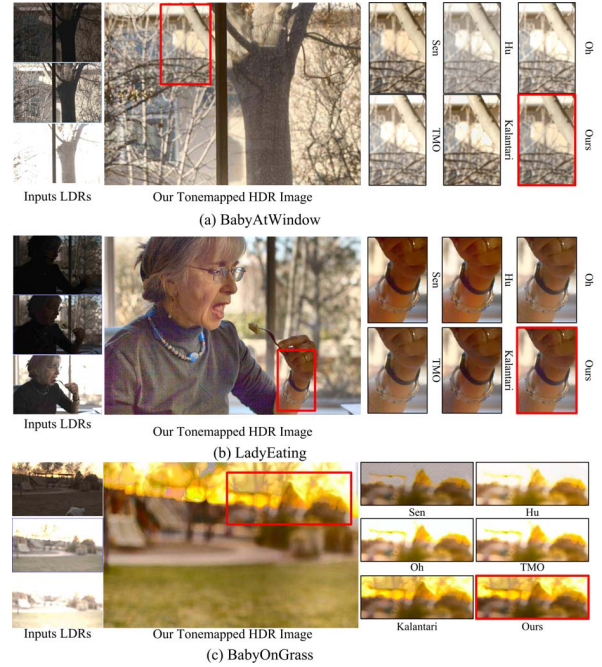 Sen
Hu
Oh
TMO
Kalantari
Ours
Inputs LDRs
Our Tonemapped HDR Image
(a) BabyAtWindow
Sen
Hu
Oh
TMO
Kalantari
Ours
Inputs LDRs
Our Tonemapped HDR Image
(b) LadyEating
Sen
Hu
Oh
TMO
Kalantari
Ours
Inputs LDRs
Our Tonemapped HDR Image
(c) BabyOnGrass